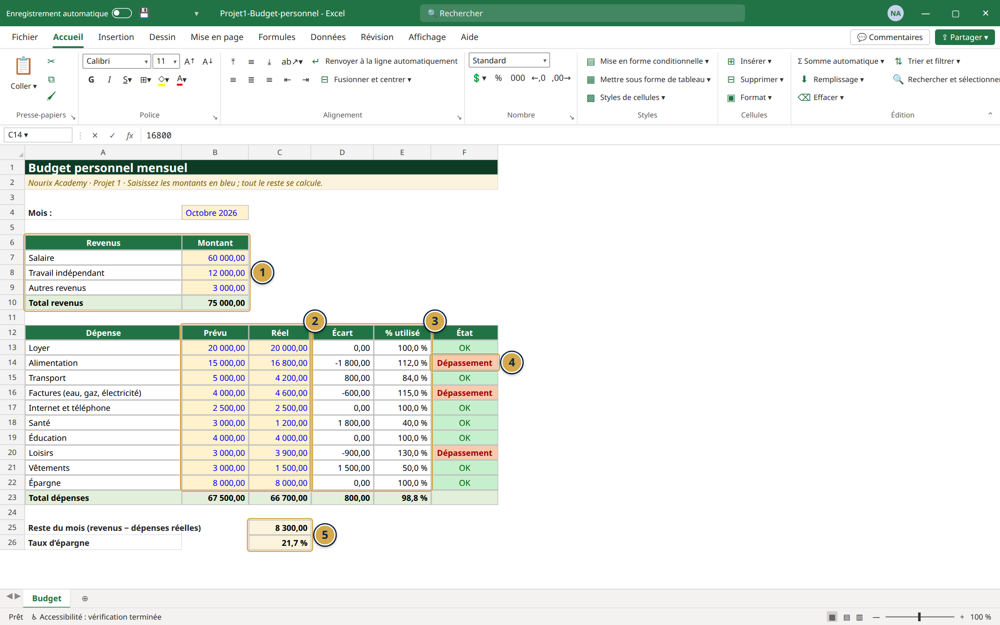 Enregistrement automatique
Projet1-Budget-personnel - Excel
Rechercher
NA
Fichier Accueil Insertion Dessin Mise en page Formules Données Révision Affichage Aide
Commentaires Partager
Calibri 11 Renvoyer à la ligne automatiquement Standard Mise en forme conditionnelle Insérer Σ Somme automatique Trier et filtrer
Coller G I S A ab Fusionner et centrer % 000 ←,0 ,00→ Mettre sous forme de tableau Supprimer Remplissage Rechercher et sélectionner
Styles de cellules Format Effacer
Presse-papiers Police Alignement Nombre Styles Cellules Édition
C14 fx 16800
A B C D E F
1 Budget personnel mensuel
2 Nourix Academy · Projet 1 · Saisissez les montants en bleu ; tout le reste se calcule.
3
4 Mois : Octobre 2026
5
6 Revenus Montant
7 Salaire 60 000,00
8 Travail indépendant 12 000,00 1
9 Autres revenus 3 000,00
10 Total revenus 75 000,00
11 2 3
12 Dépense Prévu Réel Écart % utilisé État
13 Loyer 20 000,00 20 000,00 0,00 100,0 % OK
14 Alimentation 15 000,00 16 800,00 -1 800,00 112,0 % Dépassement 4
15 Transport 5 000,00 4 200,00 800,00 84,0 % OK
16 Factures (eau, gaz, électricité) 4 000,00 4 600,00 -600,00 115,0 % Dépassement
17 Internet et téléphone 2 500,00 2 500,00 0,00 100,0 % OK
18 Santé 3 000,00 1 200,00 1 800,00 40,0 % OK
19 Éducation 4 000,00 4 000,00 0,00 100,0 % OK
20 Loisirs 3 000,00 3 900,00 -900,00 130,0 % Dépassement
21 Vêtements 3 000,00 1 500,00 1 500,00 50,0 % OK
22 Épargne 8 000,00 8 000,00 0,00 100,0 % OK
23 Total dépenses 67 500,00 66 700,00 800,00 98,8 %
24
25 Reste du mois (revenus − dépenses réelles) 8 300,00 5
26 Taux d’épargne 21,7 %
Budget
Prêt Accessibilité : vérification terminée 100 %